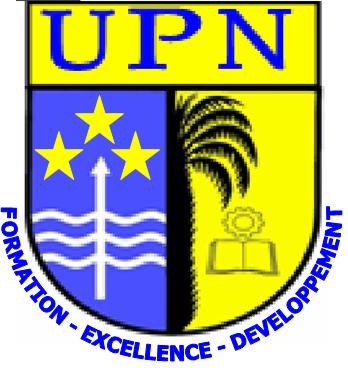 UPN
FORMATION - EXCELLENCE - DEVELOPPEMENT